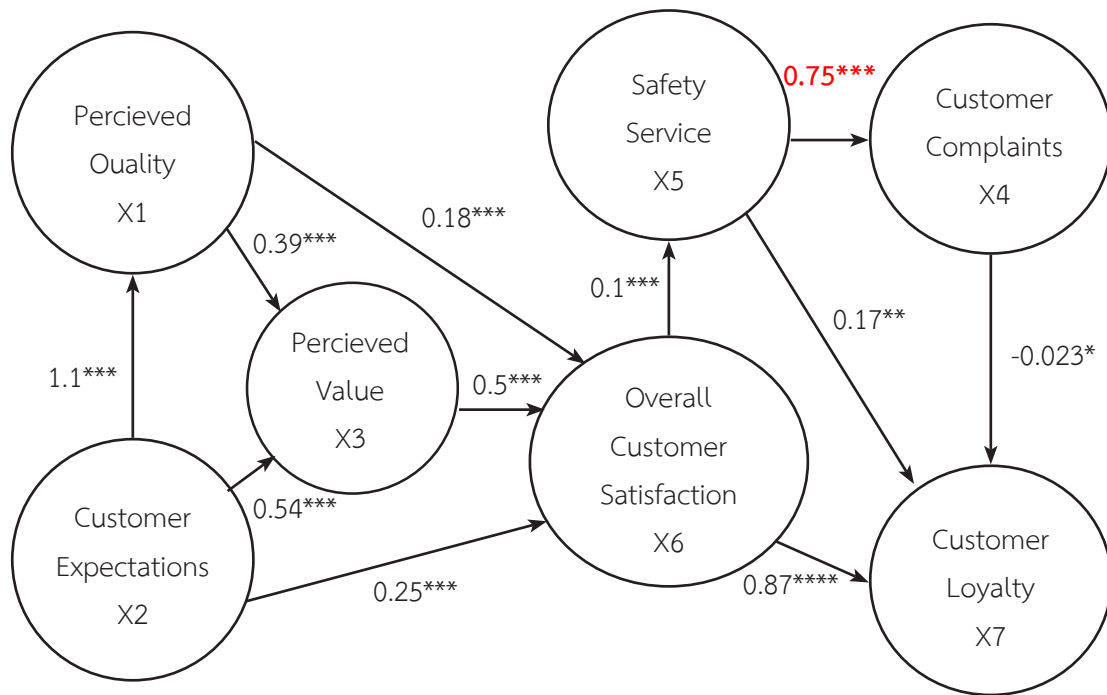 Percieved
Ouality
X1
1.1***
Customer
Expectations
X2
0.39***
0.18***
Percieved
Value
X3
0.54***
0.5***
0.25***
Overall
Customer
Satisfaction
X6
0.1***
Safety
Service
X5
0.75***
Customer
Complaints
X4
0.17**
-0.023*
0.87****
Customer
Loyalty
X7